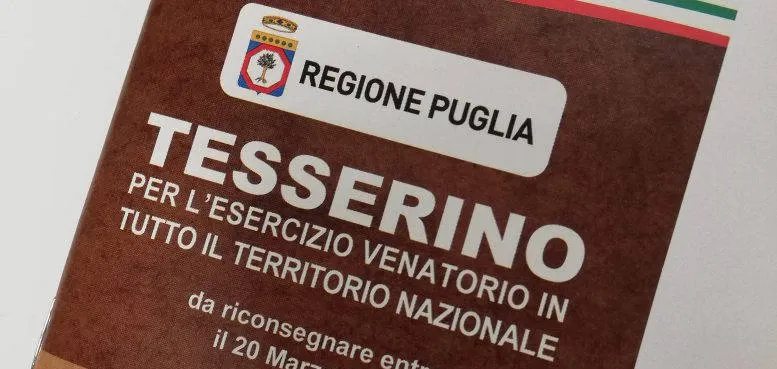 REGIONE PUGLIA
TESSERINO
PER L'ESERCIZIO VENATORIO IN
TUTTO IL TERRITORIO NAZIONALE
da riconsegnare
il 20